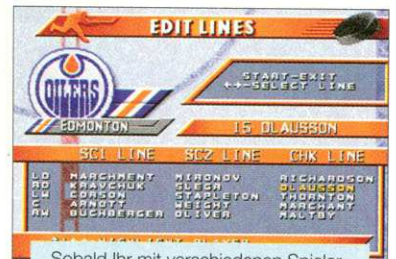 EDIT LINES
OILERS
START-EXIT
←→-SELECT LINE
EDMONTON
15 OLAUSSON
SC1 LINE SC2 LINE CHK LINE
LD MARCHMENT MIRONOV RICHARDSON
RD KRAVCHUK SLEGR OLAUSSON
LW CORSON STAPLETON THORNTON
C ARNOTT WEIGHT MARCHANT
RW BUCHBERGER OLIVER MALTBY
Sobald Ihr mit verschiedenen Spieler